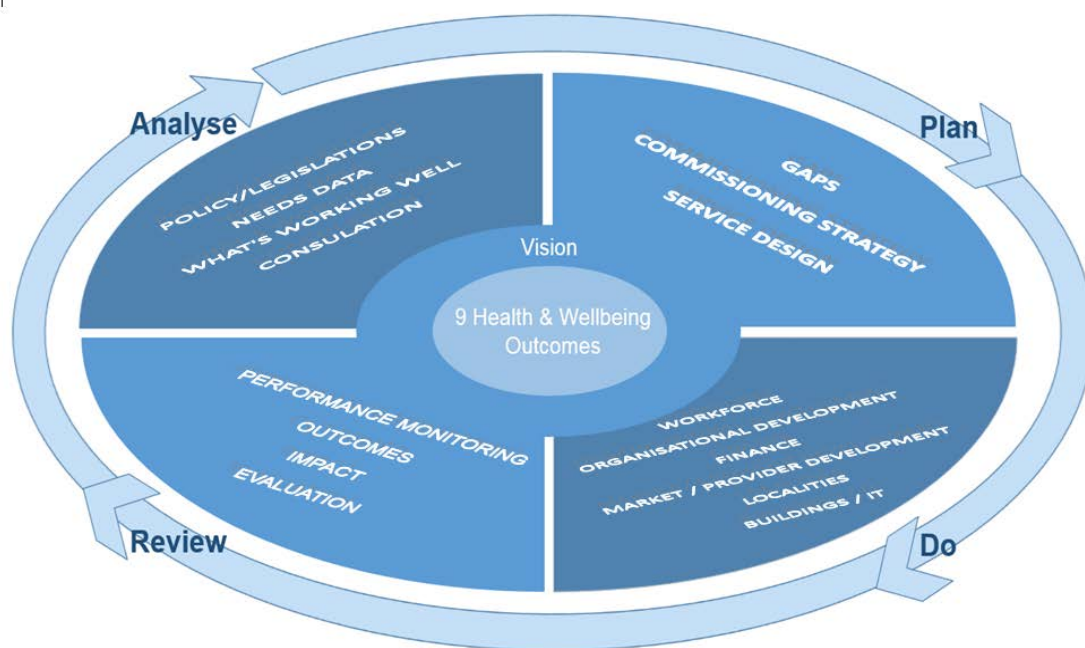 Analyse
POLICY/LEGISLATIONS
NEEDS DATA
WHAT'S WORKING WELL
CONSULATION
Plan
GAPS
COMMISSIONING STRATEGY
SERVICE DESIGN
Vision
9 Health & Wellbeing
Outcomes
PERFORMANCE MONITORING
OUTCOMES
IMPACT
EVALUATION
Review
WORKFORCE
ORGANISATIONAL DEVELOPMENT
FINANCE
MARKET / PROVIDER DEVELOPMENT
LOCALITIES
BUILDINGS / IT
Do